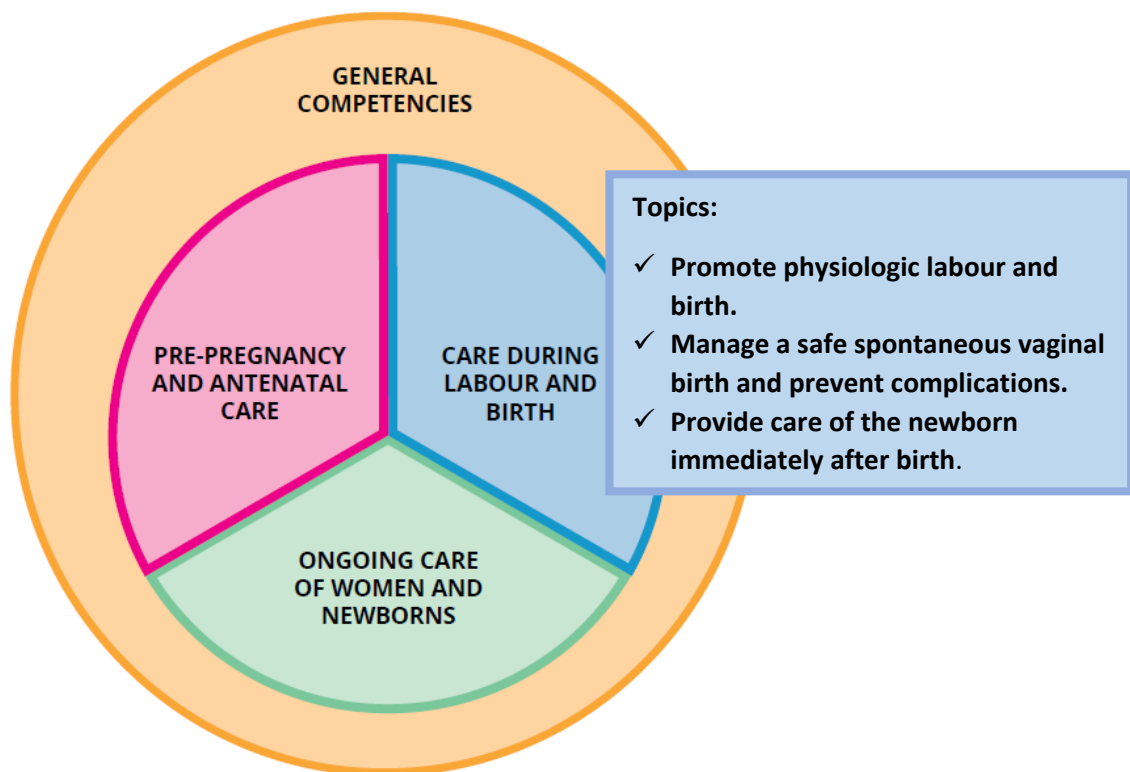 GENERAL
COMPETENCIES
PRE-PREGNANCY
AND ANTENATAL
CARE
CARE DURING
LABOUR AND
BIRTH
ONGOING CARE
OF WOMEN AND
NEWBORNS
Topics:
✓ Promote physiologic labour and
birth.
✓ Manage a safe spontaneous vaginal
birth and prevent complications.
✓ Provide care of the newborn
immediately after birth.